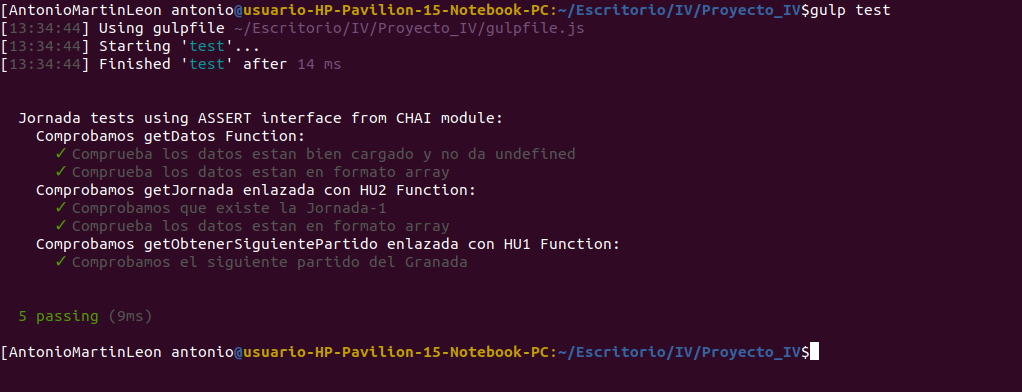 [AntonioMartinLeon antonio@usuario-HP-Pavilion-15-Notebook-PC:~/Escritorio/IV/Proyecto_IV$gulp test
[13:34:44] Using gulpfile ~/Escritorio/IV/Proyecto_IV/gulpfile.js
[13:34:44] Starting 'test'...
[13:34:44] Finished 'test' after 14 ms
Jornada tests using ASSERT interface from CHAI module:
Comprobamos getDatos Function:
✓ Comprueba los datos estan bien cargado y no da undefined
✓ Comprueba los datos estan en formato array
Comprobamos getJornada enlazada con HU2 Function:
✓ Comprobamos que existe la Jornada-1
✓ Comprueba los datos estan en formato array
Comprobamos getObtenerSiguientePartido enlazada con HU1 Function:
✓ Comprobamos el siguiente partido del Granada
5 passing (9ms)
[AntonioMartinLeon antonio@usuario-HP-Pavilion-15-Notebook-PC:~/Escritorio/IV/Proyecto_IV$